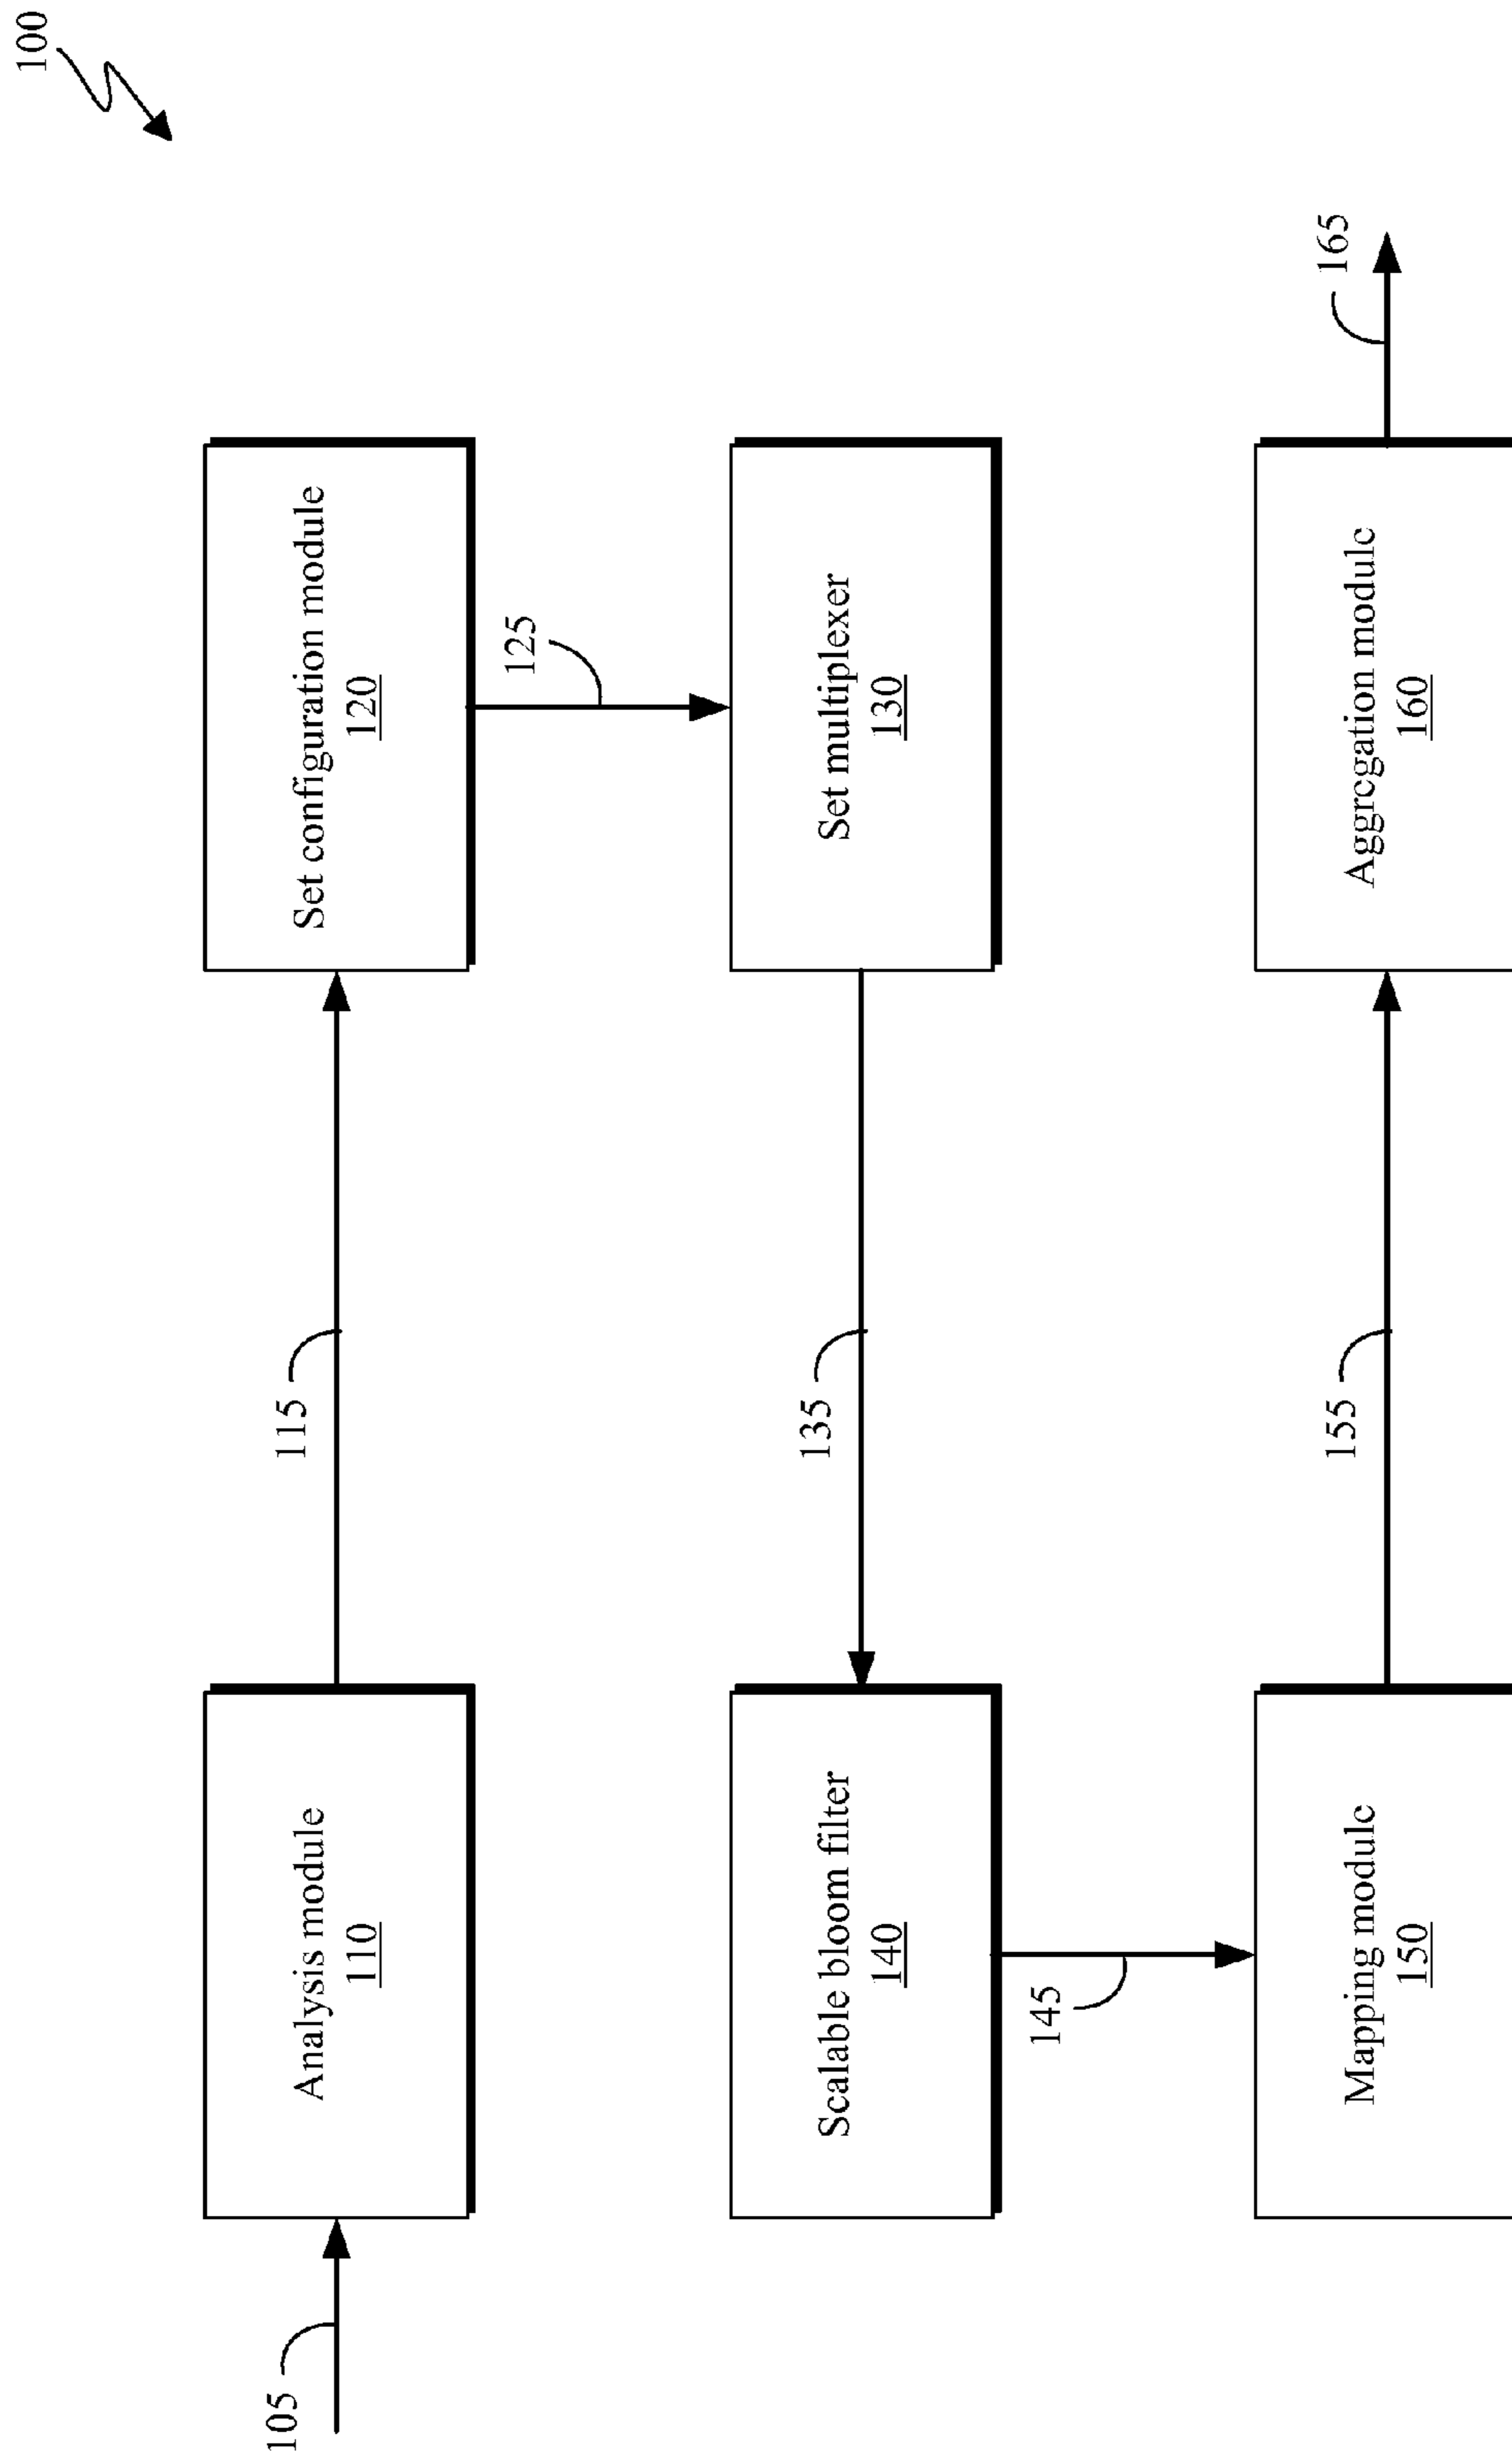 100
105
Analysis module
110
115
Set configuration module
120
125
Set multiplexer
130
135
Scalable bloom filter
140
145
Mapping module
150
155
Aggregation module
160
165